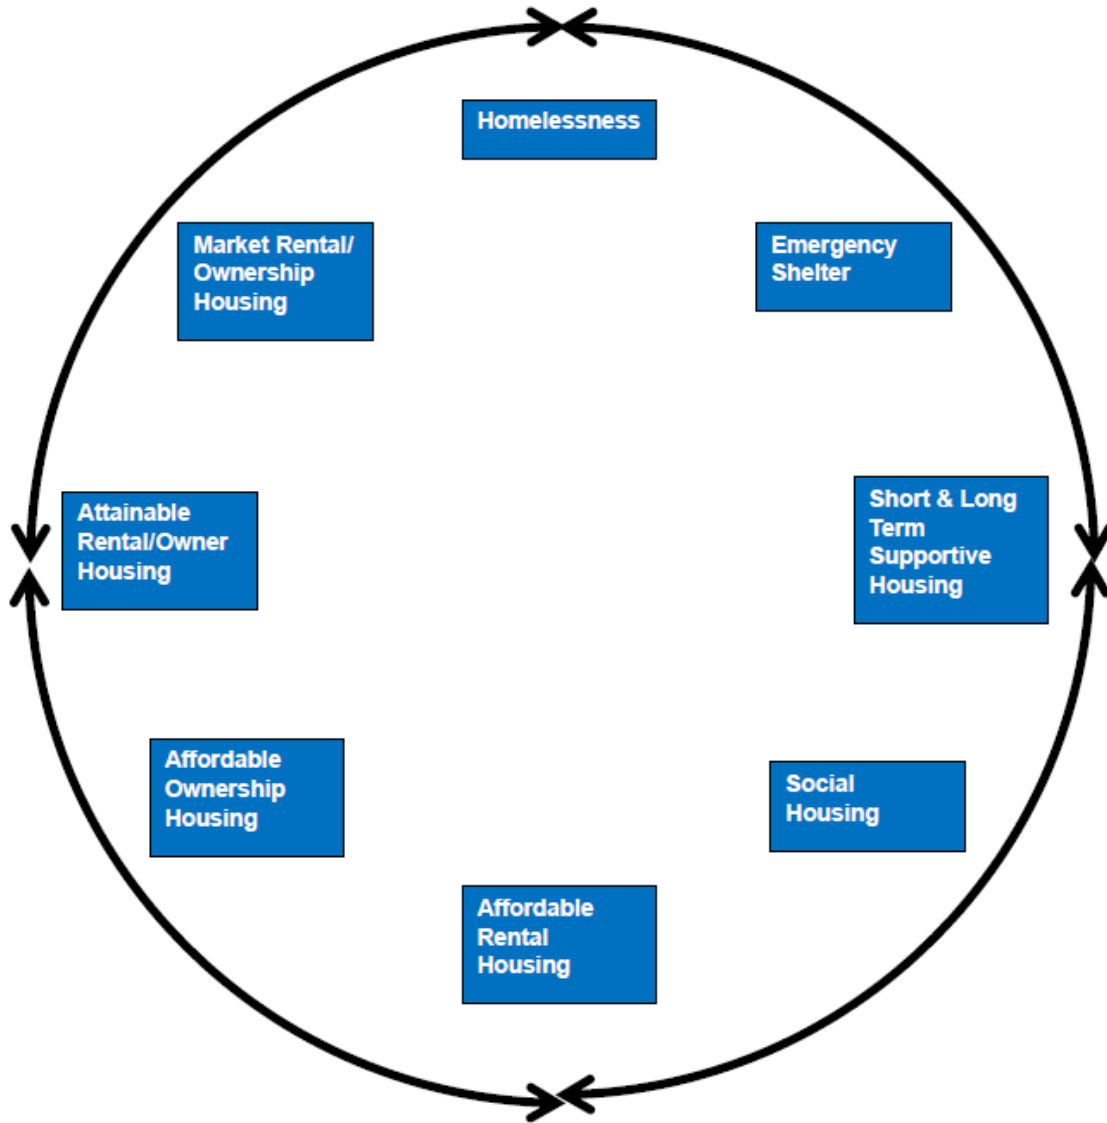 Homelessness
Market Rental/
Ownership
Housing
Emergency
Shelter
Attainable
Rental/Owner
Housing
Short & Long
Term
Supportive
Housing
Affordable
Ownership
Housing
Social
Housing
Affordable
Rental
Housing